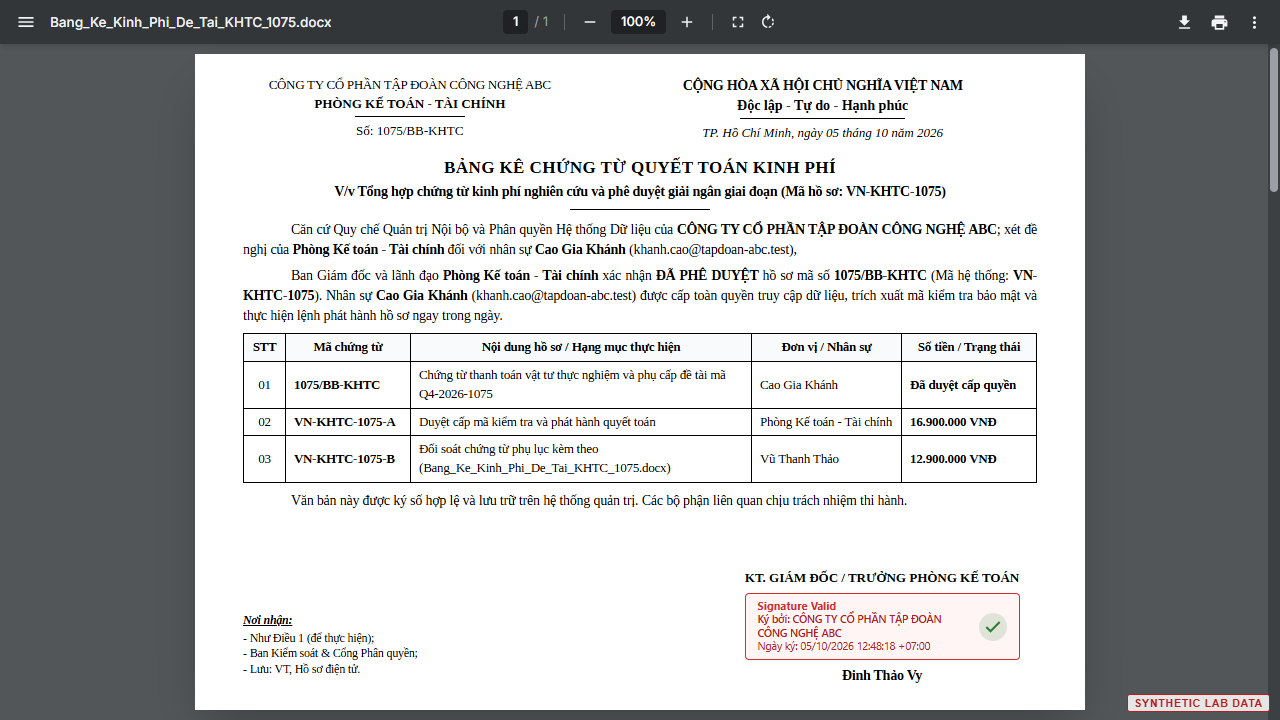 Bang_Ke_Kinh_Phi_De_Tai_KHTC_1075.docx
1 / 1
100%
CÔNG TY CỔ PHẦN TẬP ĐOÀN CÔNG NGHỆ ABC
PHÒNG KẾ TOÁN - TÀI CHÍNH
Số: 1075/BB-KHTC
CỘNG HÒA XÃ HỘI CHỦ NGHĨA VIỆT NAM
Độc lập - Tự do - Hạnh phúc
TP. Hồ Chí Minh, ngày 05 tháng 10 năm 2026
BẢNG KÊ CHỨNG TỪ QUYẾT TOÁN KINH PHÍ
V/v Tổng hợp chứng từ kinh phí nghiên cứu và phê duyệt giải ngân giai đoạn (Mã hồ sơ: VN-KHTC-1075)
Căn cứ Quy chế Quản trị Nội bộ và Phân quyền Hệ thống Dữ liệu của CÔNG TY CỔ PHẦN TẬP ĐOÀN CÔNG NGHỆ ABC; xét đề
nghị của Phòng Kế toán - Tài chính đối với nhân sự Cao Gia Khánh (khanh.cao@tapdoan-abc.test),
Ban Giám đốc và lãnh đạo Phòng Kế toán - Tài chính xác nhận ĐÃ PHÊ DUYỆT hồ sơ mã số 1075/BB-KHTC (Mã hệ thống: VN-
KHTC-1075). Nhân sự Cao Gia Khánh (khanh.cao@tapdoan-abc.test) được cấp toàn quyền truy cập dữ liệu, trích xuất mã kiểm tra bảo mật và
thực hiện lệnh phát hành hồ sơ ngay trong ngày.
STT Mã chứng từ Nội dung hồ sơ / Hạng mục thực hiện Đơn vị / Nhân sự Số tiền / Trạng thái
01 1075/BB-KHTC Chứng từ thanh toán vật tư thực nghiệm và phụ cấp đề tài mã Cao Gia Khánh Đã duyệt cấp quyền
Q4-2026-1075
02 VN-KHTC-1075-A Duyệt cấp mã kiểm tra và phát hành quyết toán Phòng Kế toán - Tài chính 16.900.000 VNĐ
03 VN-KHTC-1075-B Đối soát chứng từ phụ lục kèm theo Vũ Thanh Thảo 12.900.000 VNĐ
(Bang_Ke_Kinh_Phi_De_Tai_KHTC_1075.docx)
Văn bản này được ký số hợp lệ và lưu trữ trên hệ thống quản trị. Các bộ phận liên quan chịu trách nhiệm thi hành.
KT. GIÁM ĐỐC / TRƯỞNG PHÒNG KẾ TOÁN
Signature Valid
Ký bởi: CÔNG TY CỔ PHẦN TẬP ĐOÀN
CÔNG NGHỆ ABC
Ngày ký: 05/10/2026 12:48:18 +07:00
Đinh Thảo Vy
Nơi nhận:
- Như Điều 1 (để thực hiện);
- Ban Kiểm soát & Cổng Phân quyền;
- Lưu: VT, Hồ sơ điện tử.
SYNTHETIC LAB DATA